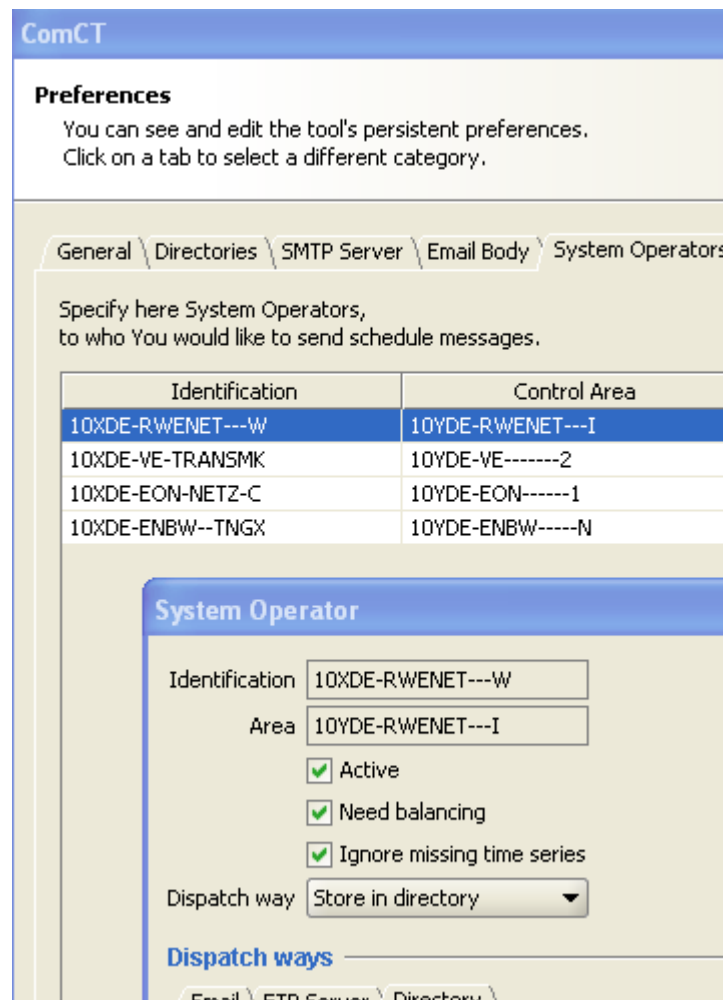 ComCT
Preferences
You can see and edit the tool's persistent preferences.
Click on a tab to select a different category.
General Directories SMTP Server Email Body System Operators
Specify here System Operators,
to who You would like to send schedule messages.
Identification Control Area
10XDE-RWENET---W 10YDE-RWENET---I
10XDE-VE-TRANSMK 10YDE-VE-------2
10XDE-EON-NETZ-C 10YDE-EON------1
10XDE-ENBW--TNGX 10YDE-ENBW-----N
System Operator
Identification 10XDE-RWENET---W
Area 10YDE-RWENET---I
Active
Need balancing
Ignore missing time series
Dispatch way Store in directory
Dispatch ways
Email FTP Server Directory